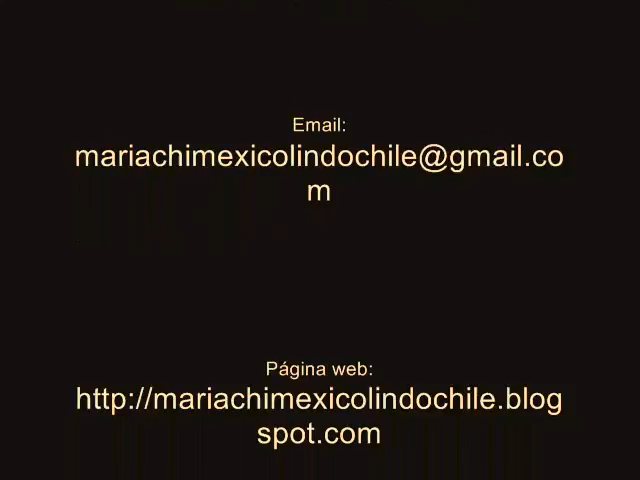 Email:
mariachimexicolindochile@gmail.co
m
Página web:
http://mariachimexicolindochile.blog
spot.com